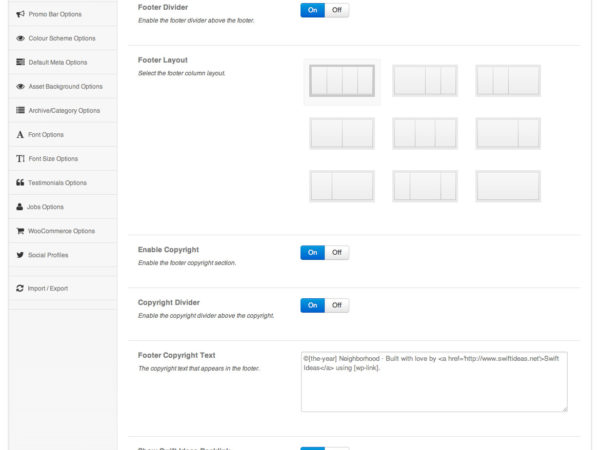 Promo Bar Options
Colour Scheme Options
Default Meta Options
Asset Background Options
Archive/Category Options
Font Options
Font Size Options
Testimonials Options
Jobs Options
WooCommerce Options
Social Profiles
Import / Export
Footer Divider
Enable the footer divider above the footer.
On Off
Footer Layout
Select the footer column layout.
Enable Copyright
Enable the footer copyright section.
On Off
Copyright Divider
Enable the copyright divider above the copyright.
On Off
Footer Copyright Text
The copyright text that appears in the footer.
©[the-year] Neighborhood · Built with love by <a href='http://www.swiftideas.net'>Swift
Ideas</a> using [wp-link].